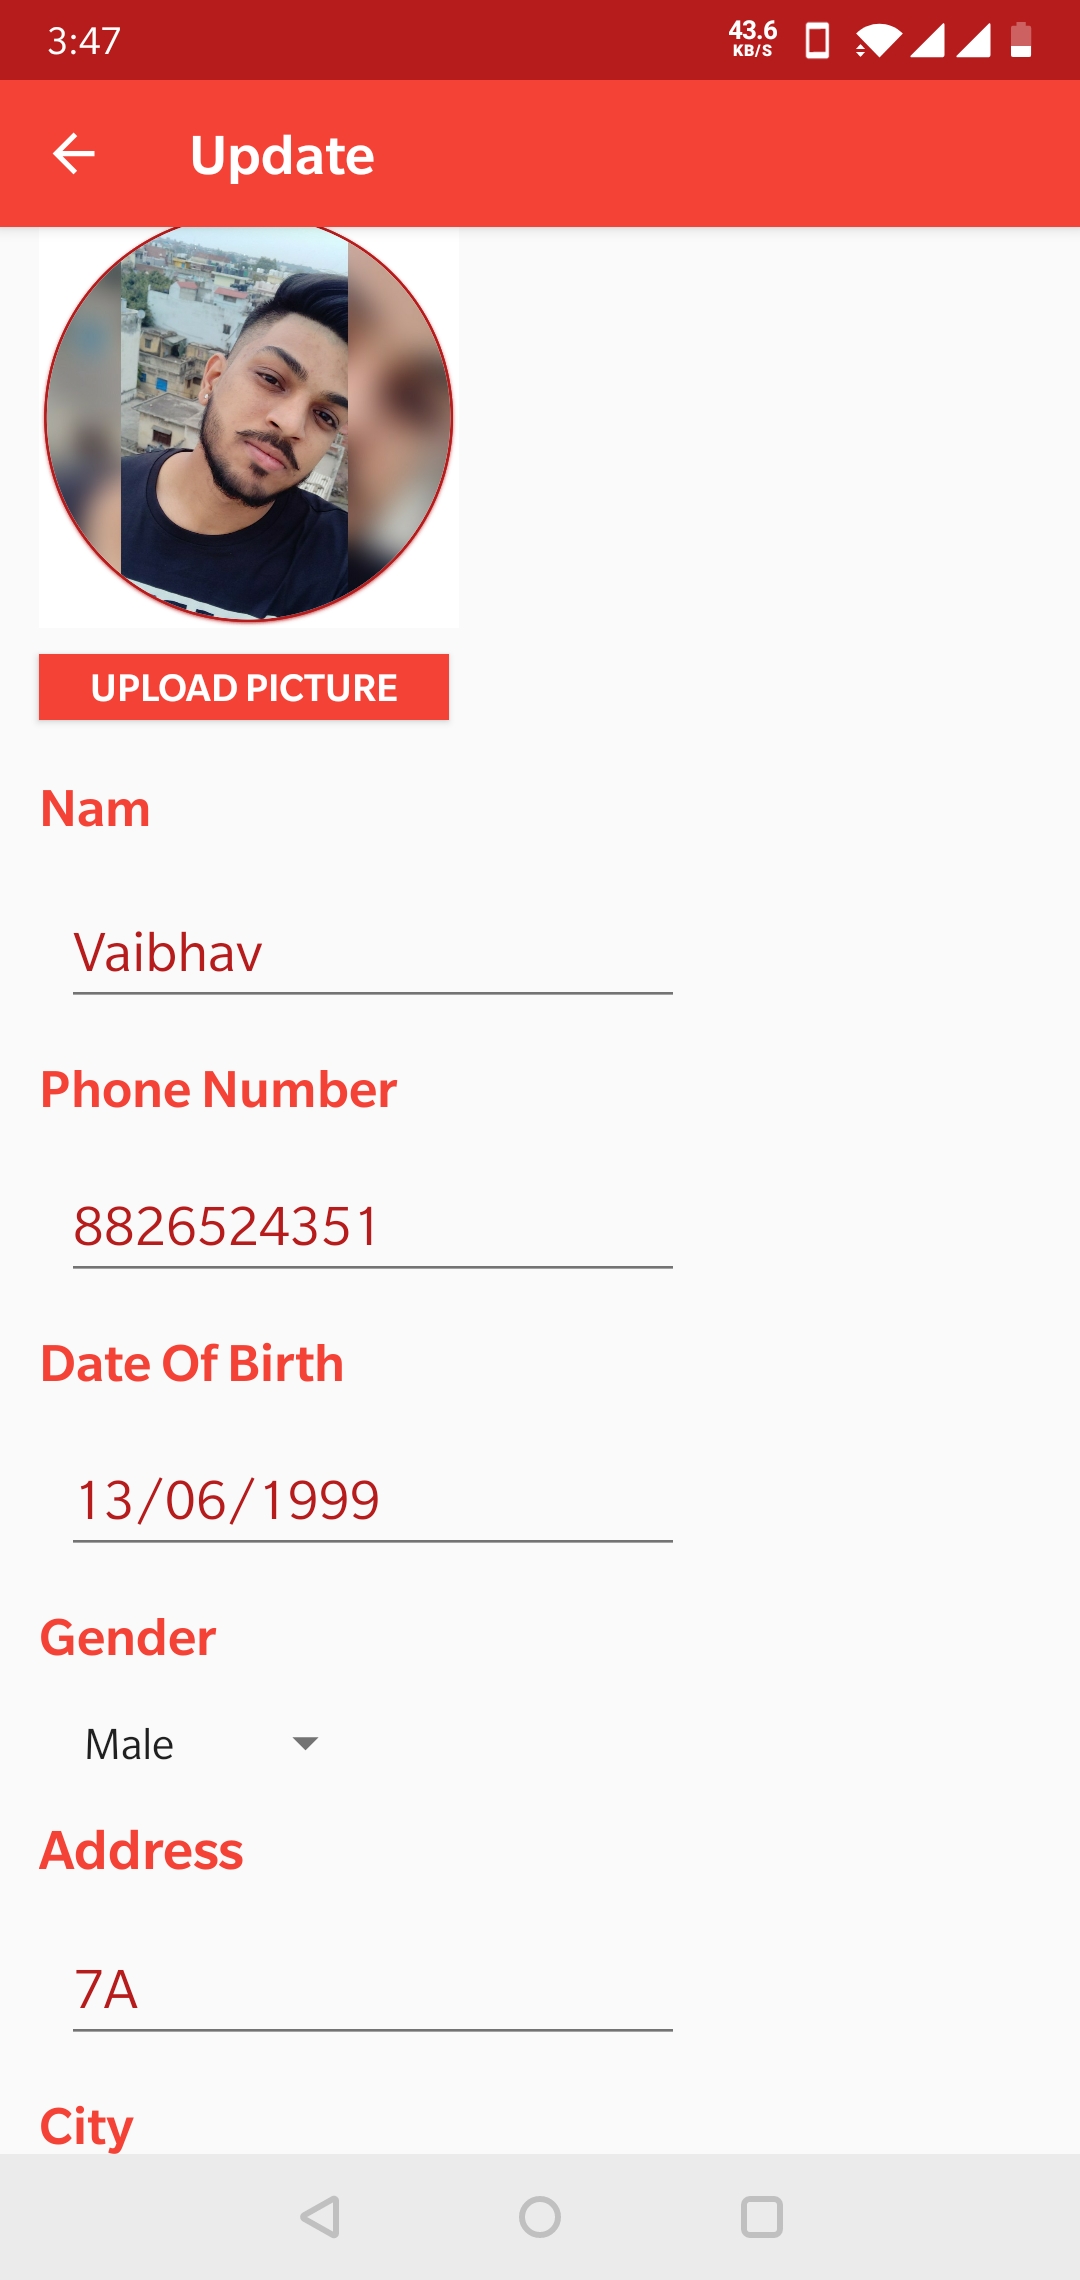 3:47
43.6
KB/S
Update
UPLOAD PICTURE
Nam
Vaibhav
Phone Number
8826524351
Date Of Birth
13/06/1999
Gender
Male
Address
7A
City